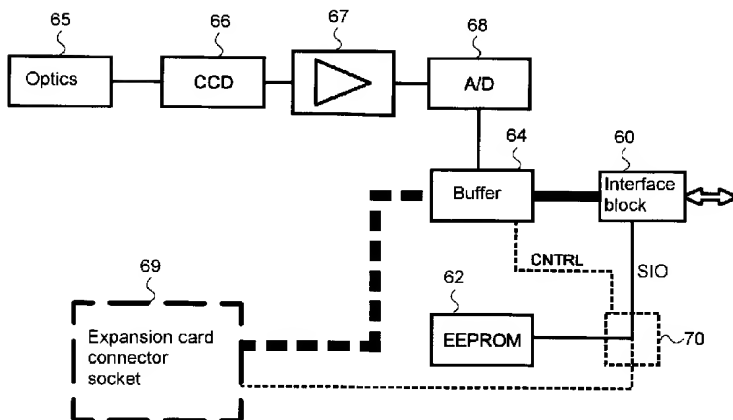 65
66
67
68
Optics
CCD
A/D
64
60
Buffer
Interface
block
CNTRL
SIO
69
62
Expansion card
connector
socket
EEPROM
70